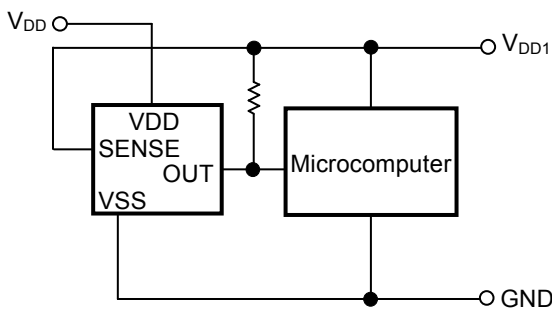 VDD
VDD1
VDD
SENSE
OUT
VSS
Microcomputer
GND